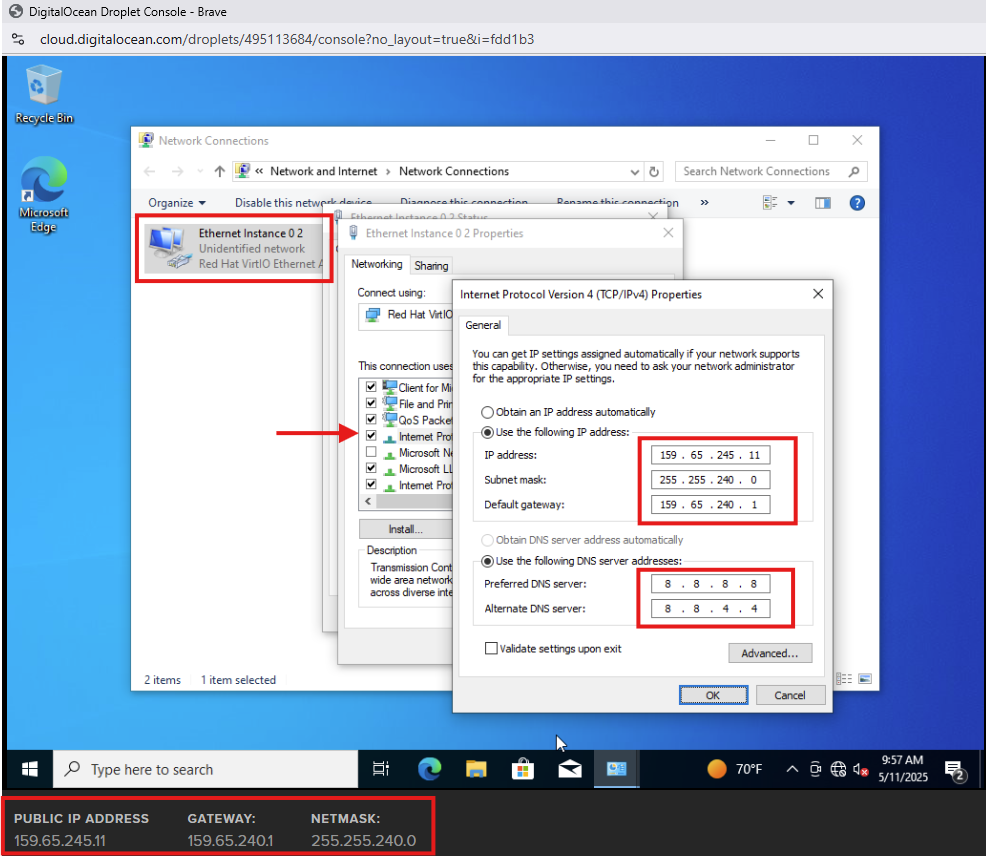 DigitalOcean Droplet Console - Brave
cloud.digitalocean.com/droplets/495113684/console?no_layout=true&i=fdd1b3
Recycle Bin
Microsoft
Edge
Network Connections
« Network and Internet > Network Connections
Search Network Connections
Organize
Disable this network device
Diagnose this connection
Rename this connection
»
Ethernet Instance 0 2
Unidentified network
Red Hat VirtIO Ethernet A
Ethernet Instance 0 2 Status
Ethernet Instance 0 2 Properties
Networking
Sharing
Connect using:
Red Hat VirtIO
This connection uses
Client for Mi
File and Prin
QoS Packet
Internet Prot
Microsoft Ne
Microsoft LL
Internet Prot
Install...
Description
Transmission Cont
wide area network
across diverse inte
Internet Protocol Version 4 (TCP/IPv4) Properties
General
You can get IP settings assigned automatically if your network supports
this capability. Otherwise, you need to ask your network administrator
for the appropriate IP settings.
Obtain an IP address automatically
Use the following IP address:
IP address: 159 . 65 . 245 . 11
Subnet mask: 255 . 255 . 240 . 0
Default gateway: 159 . 65 . 240 . 1
Obtain DNS server address automatically
Use the following DNS server addresses:
Preferred DNS server: 8 . 8 . 8 . 8
Alternate DNS server: 8 . 8 . 4 . 4
Validate settings upon exit
Advanced...
OK
Cancel
2 items
1 item selected
Type here to search
70°F
9:57 AM
5/11/2025
2
PUBLIC IP ADDRESS GATEWAY: NETMASK:
159.65.245.11 159.65.240.1 255.255.240.0